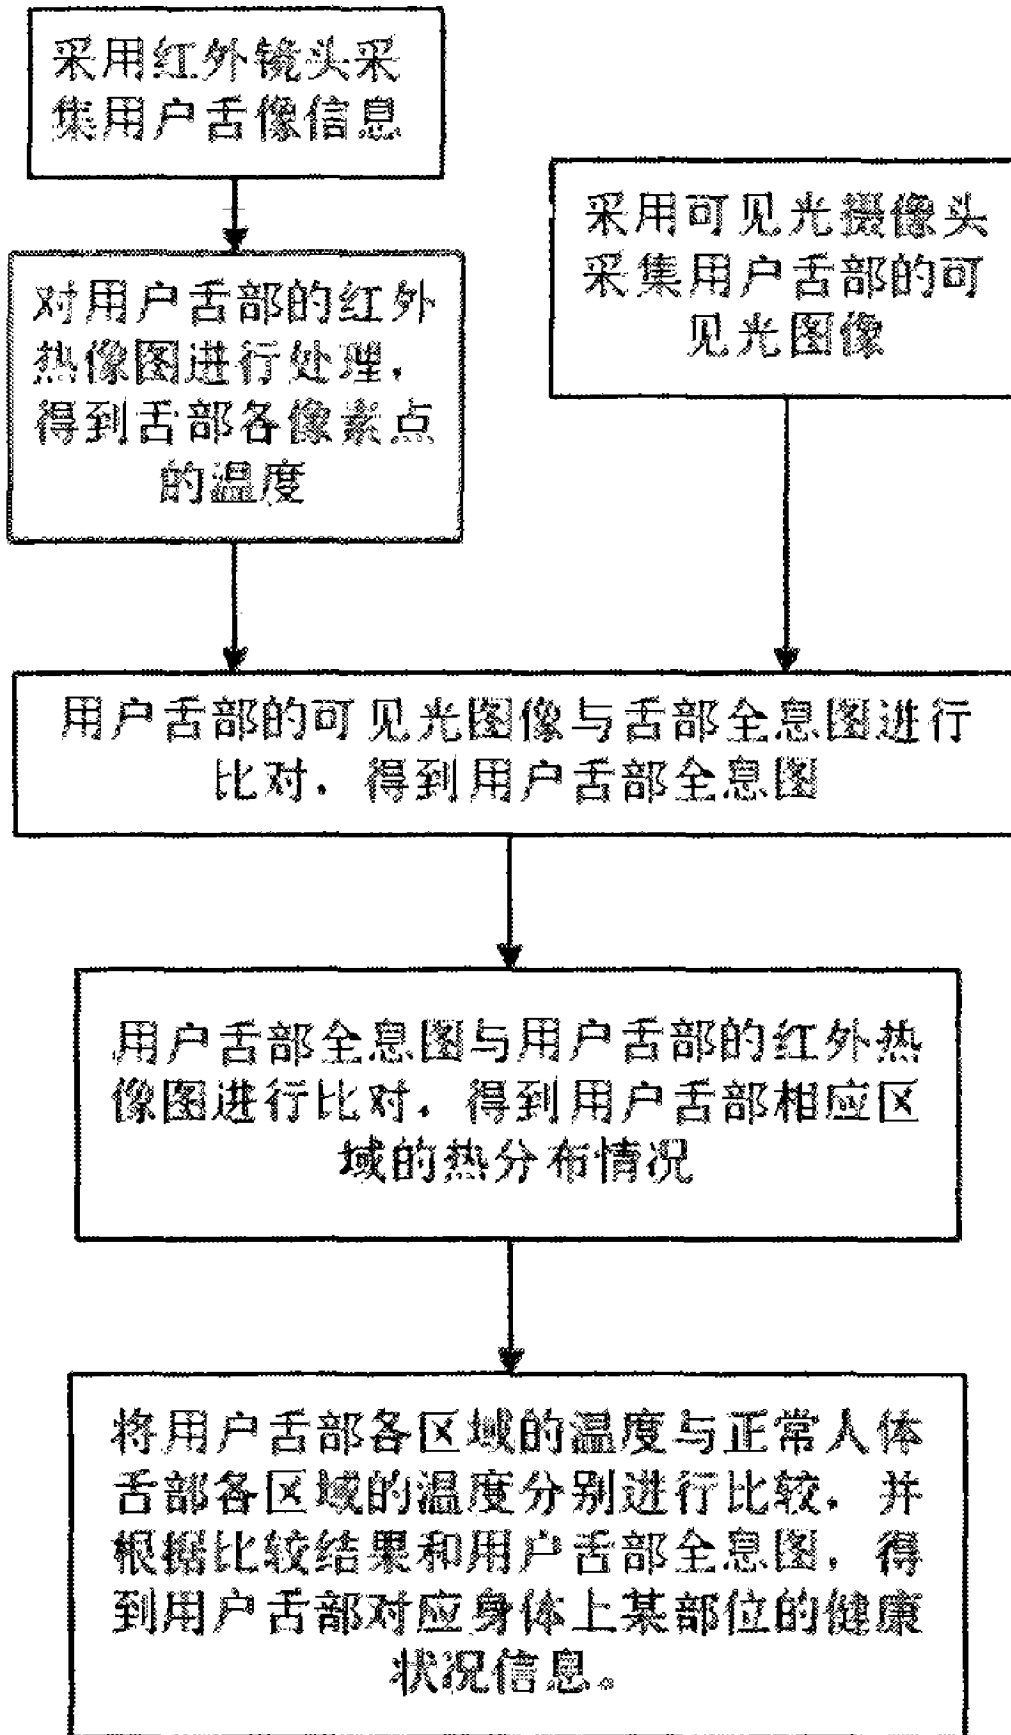 采用红外镜头采
集用户舌像信息
采用可见光摄像头
采集用户舌部的可
见光图像
对用户舌部的红外
热像图进行处理，
得到舌部各像素点
的温度
用户舌部的可见光图像与舌部全息图进行
比对，得到用户舌部全息图
用户舌部全息图与用户舌部的红外热
像图进行比对，得到用户舌部相应区
域的热分布情况
将用户舌部各区域的温度与正常人体
舌部各区域的温度分别进行比较，并
根据比较结果和用户舌部全息图，得
到用户舌部对应身体上某部位的健康
状况信息。